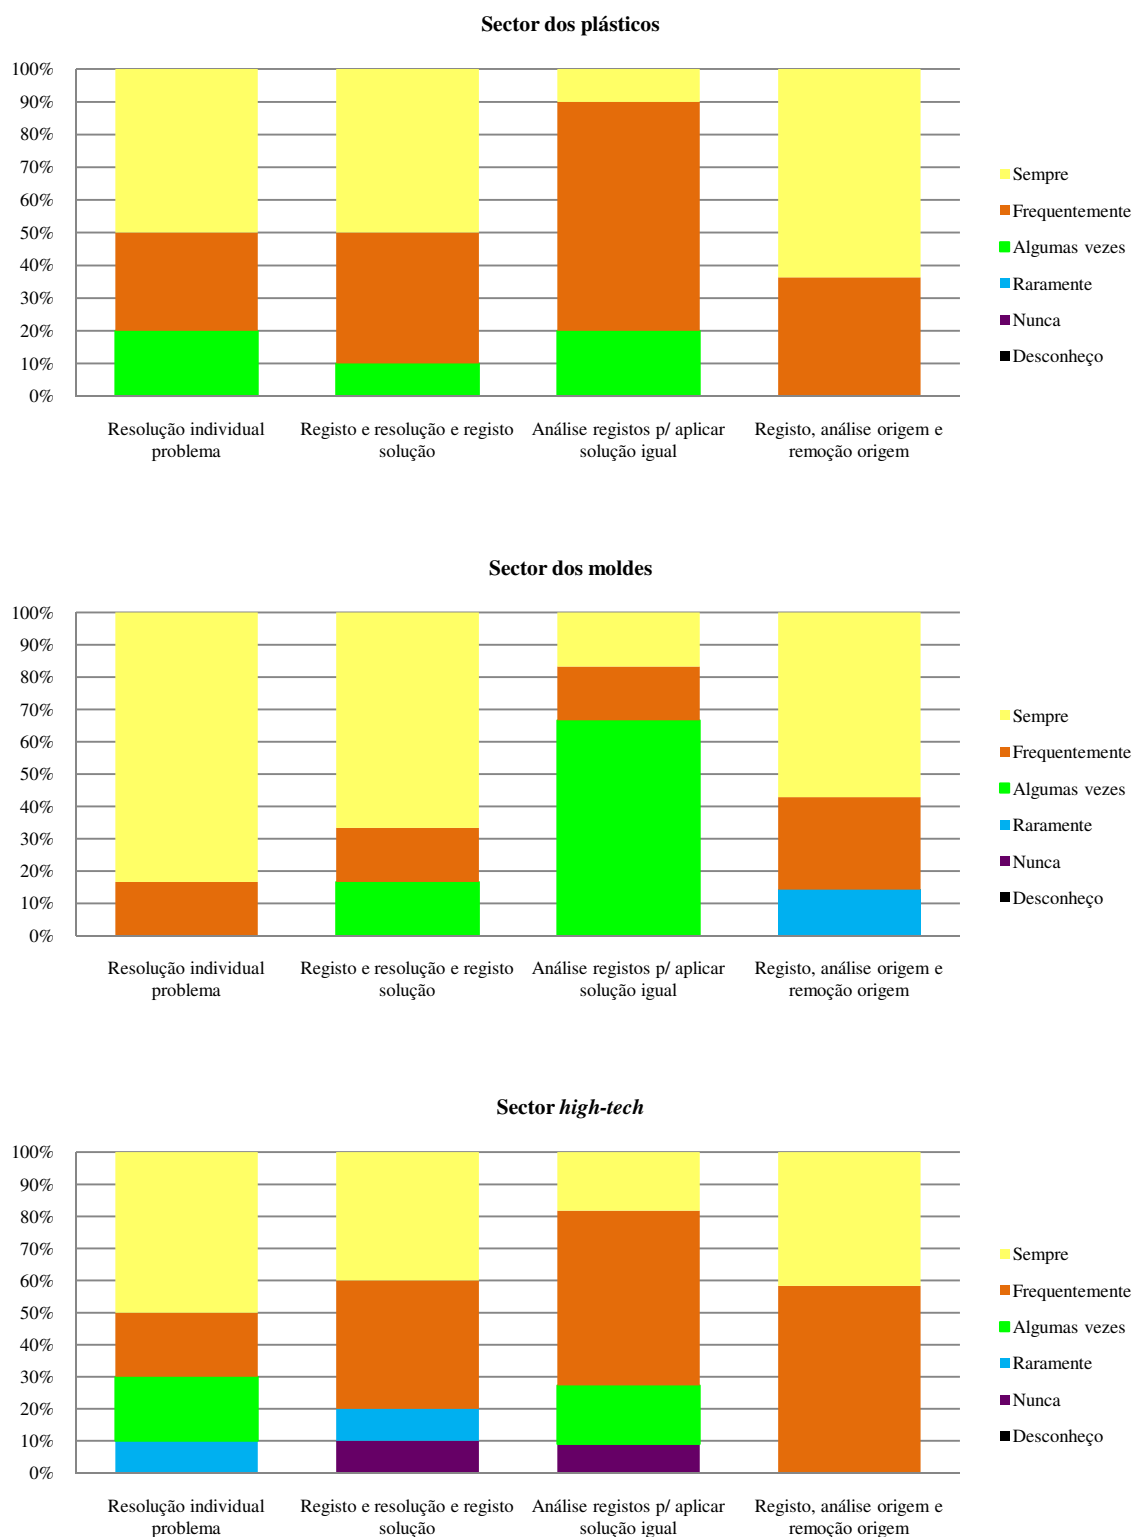 Sector dos plásticos
100%
90%
80%
70%
60%
50%
40%
30%
20%
10%
0%
Resolução individual
problema
Registo e resolução e registo
solução
Análise registos p/ aplicar
solução igual
Registo, análise origem e
remoção origem
Sempre
Frequentemente
Algumas vezes
Raramente
Nunca
Desconheço
Sector dos moldes
100%
90%
80%
70%
60%
50%
40%
30%
20%
10%
0%
Resolução individual
problema
Registo e resolução e registo
solução
Análise registos p/ aplicar
solução igual
Registo, análise origem e
remoção origem
Sempre
Frequentemente
Algumas vezes
Raramente
Nunca
Desconheço
Sector high-tech
100%
90%
80%
70%
60%
50%
40%
30%
20%
10%
0%
Resolução individual
problema
Registo e resolução e registo
solução
Análise registos p/ aplicar
solução igual
Registo, análise origem e
remoção origem
Sempre
Frequentemente
Algumas vezes
Raramente
Nunca
Desconheço